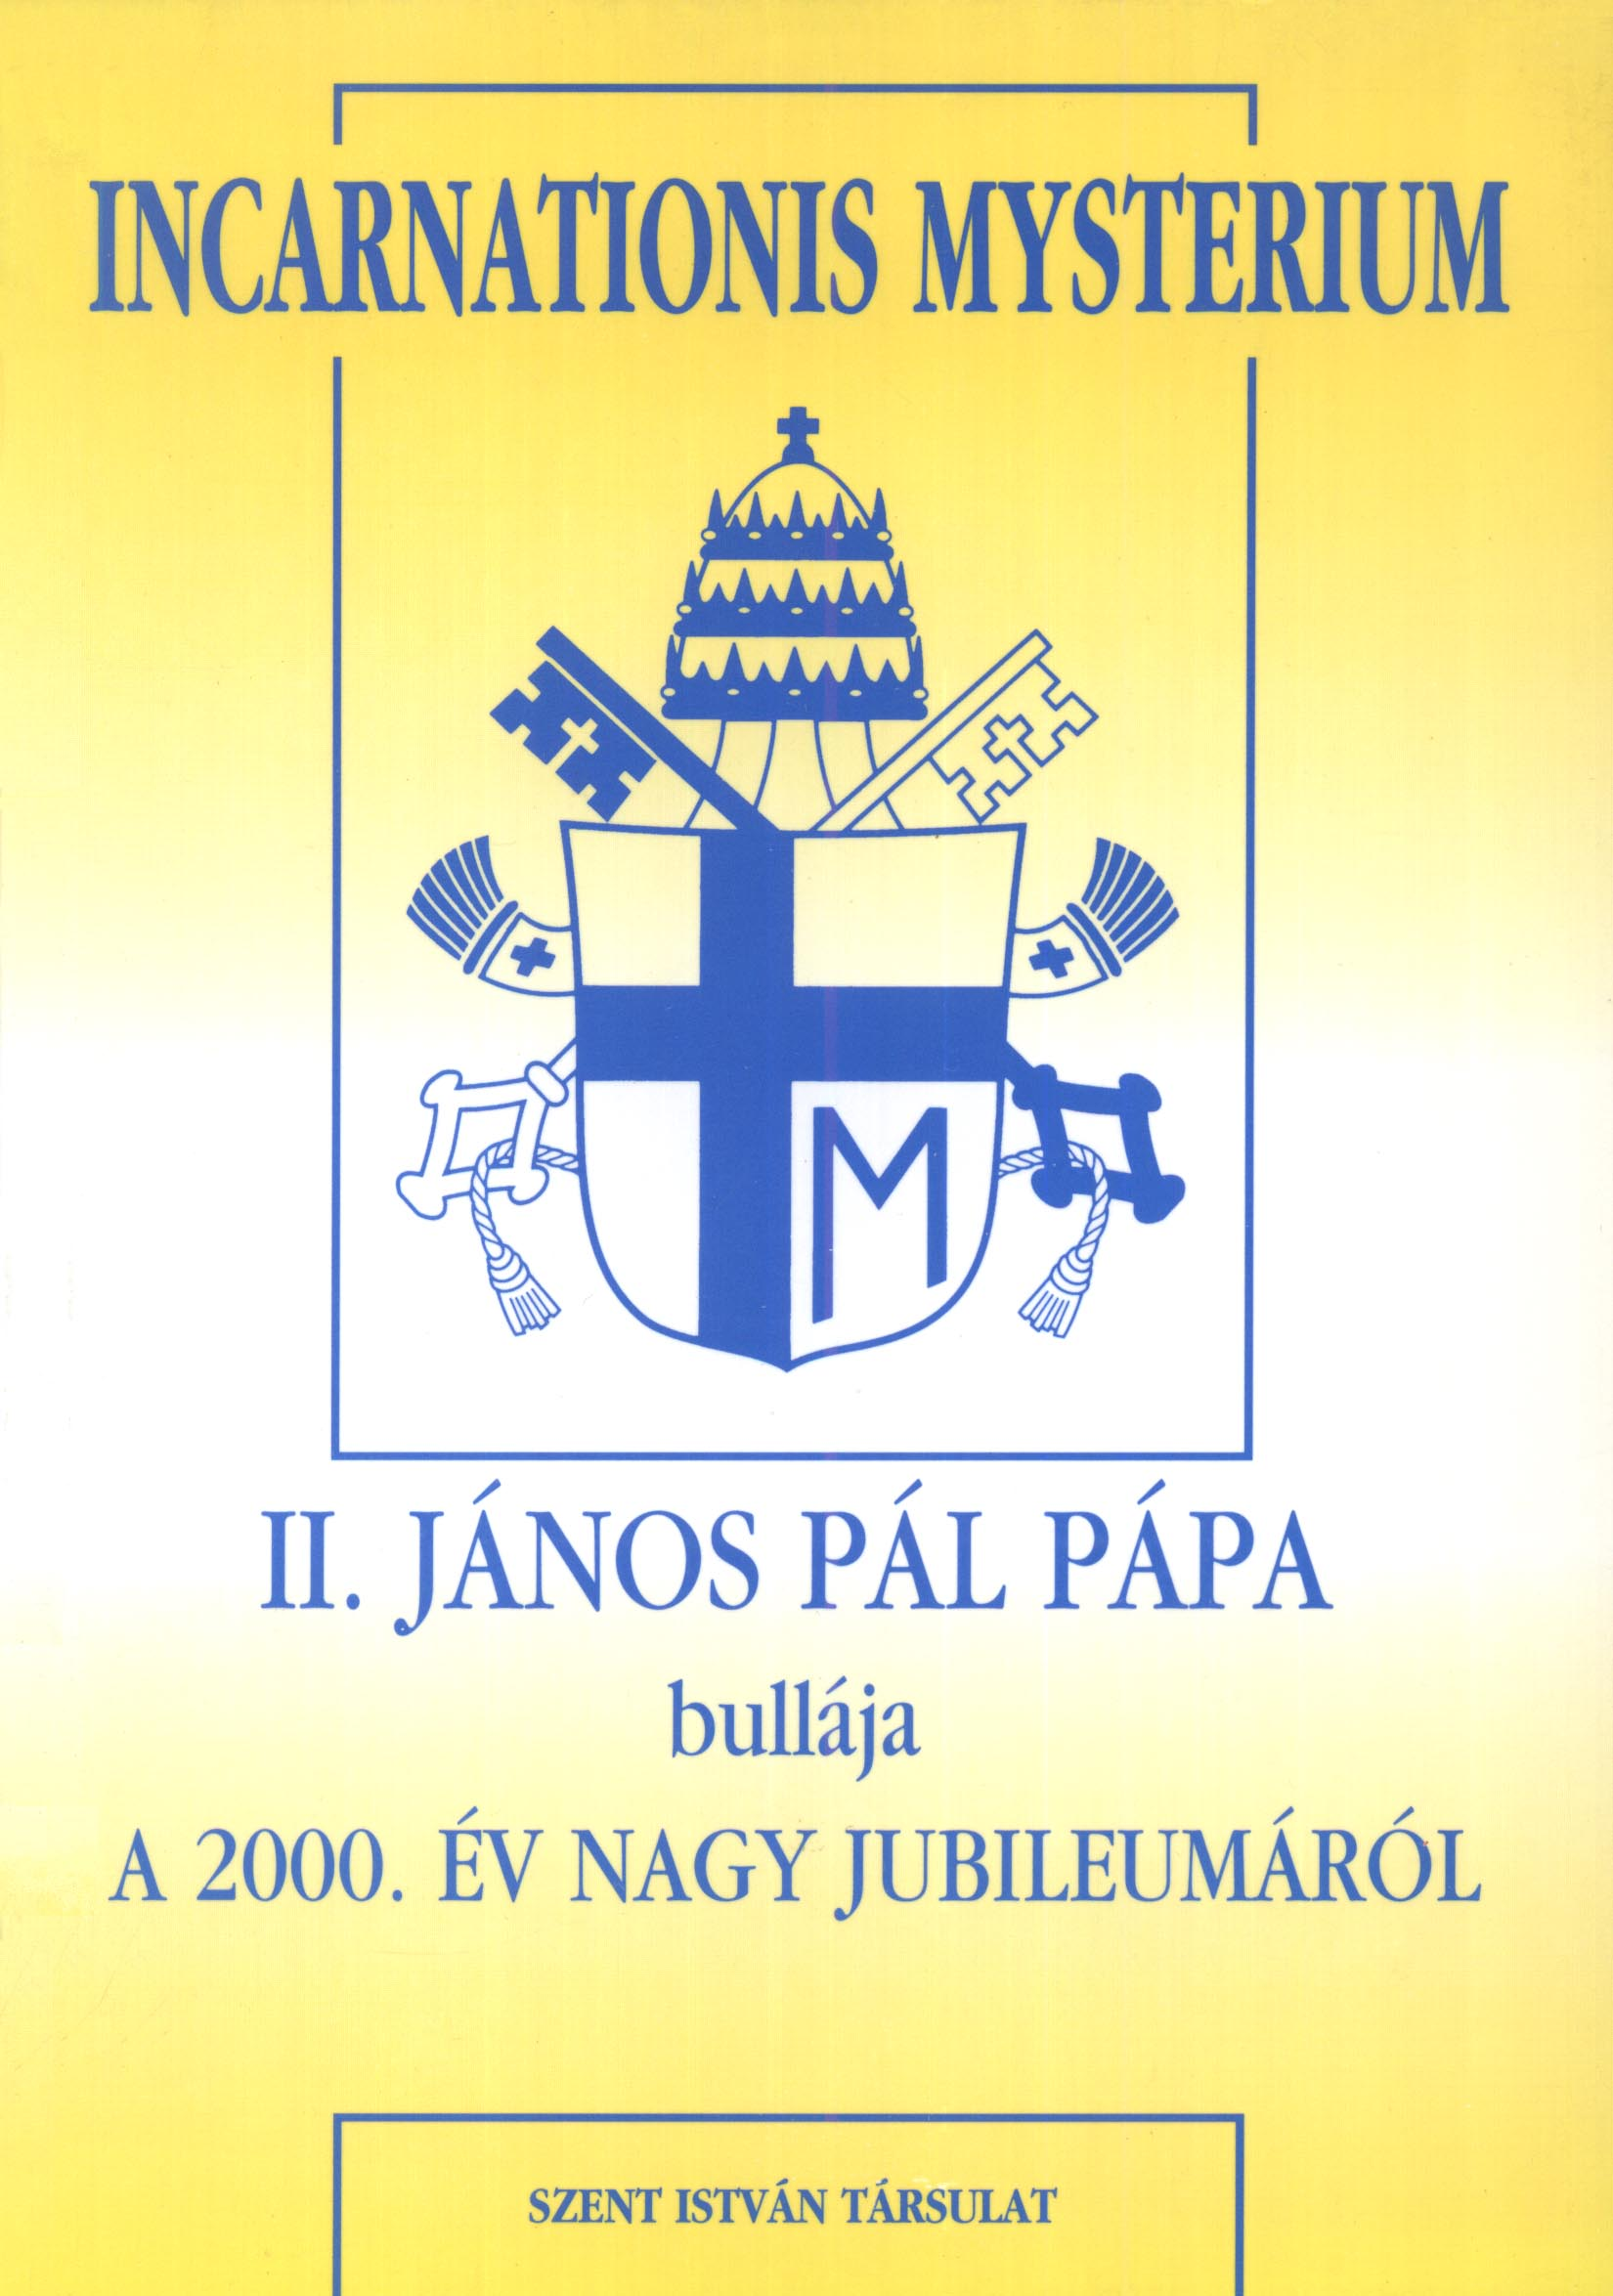 INCARNATIONIS MYSTERIUM
M
II. JÁNOS PÁL PÁPA
bullája
A 2000. ÉV NAGY JUBILEUMÁRÓL
SZENT ISTVÁN TÁRSULAT